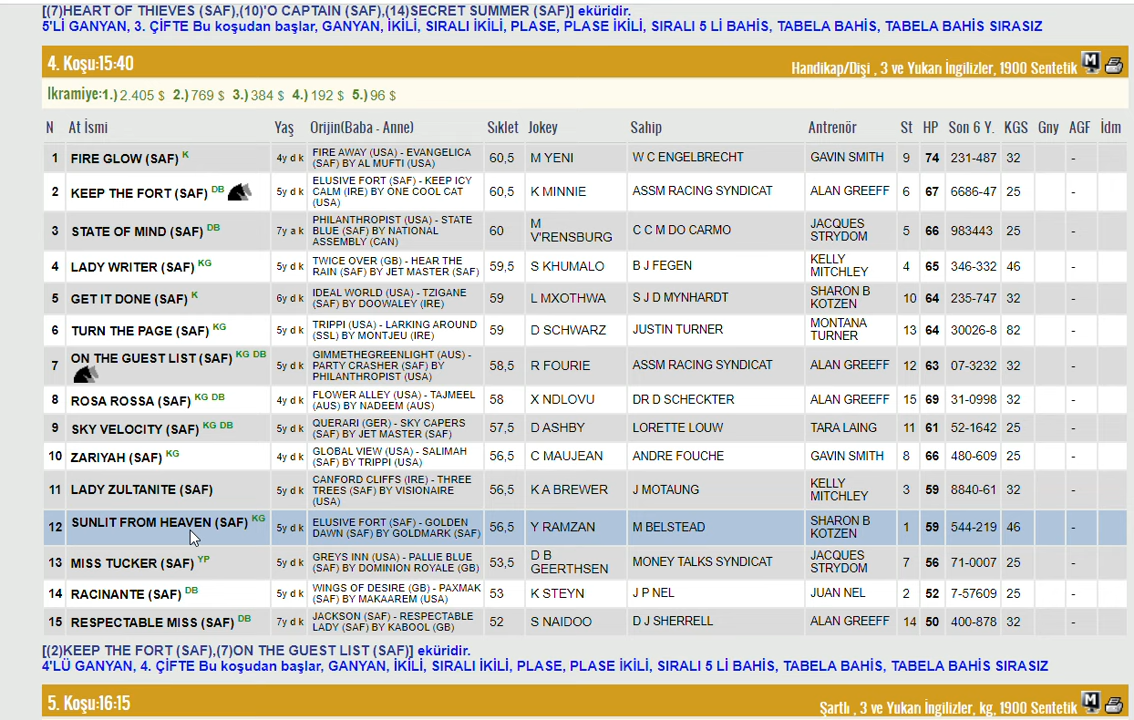 [(7)HEART OF THIEVES (SAF),(10)'O CAPTAIN (SAF),(14)SECRET SUMMER (SAF)] eküridir.
5'Lİ GANYAN, 3. ÇİFTE Bu koşudan başlar, GANYAN, İKİLİ, SIRALI İKİLİ, PLASE, PLASE İKİLİ, SIRALI 5 Lİ BAHİS, TABELA BAHİS, TABELA BAHİS SIRASIZ
4. Koşu:15:40 Handikap/Dişi , 3 ve Yukarı İngilizler, 1900 Sentetik M
İkramiye:1.) 2.405 $ 2.) 769 $ 3.) 384 $ 4.) 192 $ 5.) 96 $
N At İsmi Yaş Orijin(Baba - Anne) Sıklet Jokey Sahip Antrenör St HP Son 6 Y. KGS Gny AGF İdm
1 FIRE GLOW (SAF) K 4y d k FIRE AWAY (USA) - EVANGELICA (SAF) BY AL MUFTI (USA) 60,5 M YENI W C ENGELBRECHT GAVIN SMITH 9 74 231-487 32 -
2 KEEP THE FORT (SAF) DB 5y d k ELUSIVE FORT (SAF) - KEEP ICY CALM (IRE) BY ONE COOL CAT (USA) 60,5 K MINNIE ASSM RACING SYNDICAT ALAN GREEFF 6 67 6686-47 25 -
3 STATE OF MIND (SAF) DB 7y a k PHILANTHROPIST (USA) - STATE BLUE (SAF) BY NATIONAL ASSEMBLY (CAN) 60 M V'RENSBURG C C M DO CARMO JACQUES STRYDOM 5 66 983443 25 -
4 LADY WRITER (SAF) KG 5y d k TWICE OVER (GB) - HEAR THE RAIN (SAF) BY JET MASTER (SAF) 59,5 S KHUMALO B J FEGEN KELLY MITCHLEY 4 65 346-332 46 -
5 GET IT DONE (SAF) K 6y d k IDEAL WORLD (USA) - TZIGANE (SAF) BY DOOWALEY (IRE) 59 L MXOTHWA S J D MYNHARDT SHARON B KOTZEN 10 64 235-747 32 -
6 TURN THE PAGE (SAF) KG 5y d k TRIPPI (USA) - LARKING AROUND (SSL) BY MONTJEU (IRE) 59 D SCHWARZ JUSTIN TURNER MONTANA TURNER 13 64 30026-8 82 -
7 ON THE GUEST LIST (SAF) KG DB 5y d k GIMMETHEGREENLIGHT (AUS) - PARTY CRASHER (SAF) BY PHILANTHROPIST (USA) 58,5 R FOURIE ASSM RACING SYNDICAT ALAN GREEFF 12 63 07-3232 32 -
8 ROSA ROSSA (SAF) KG DB 4y d k FLOWER ALLEY (USA) - TAJMEEL (AUS) BY NADEEM (AUS) 58 X NDLOVU DR D SCHECKTER ALAN GREEFF 15 69 31-0998 32 -
9 SKY VELOCITY (SAF) KG DB 5y d k QUERARI (GER) - SKY CAPERS (SAF) BY JET MASTER (SAF) 57,5 D ASHBY LORETTE LOUW TARA LAING 11 61 52-1642 25 -
10 ZARIYAH (SAF) KG 4y d k GLOBAL VIEW (USA) - SALIMAH (SAF) BY TRIPPI (USA) 56,5 C MAUJEAN ANDRE FOUCHE GAVIN SMITH 8 66 480-609 25 -
11 LADY ZULTANITE (SAF) 5y d k CANFORD CLIFFS (IRE) - THREE TREES (SAF) BY VISIONAIRE (USA) 56,5 K A BREWER J MOTAUNG KELLY MITCHLEY 3 59 8840-61 32 -
12 SUNLIT FROM HEAVEN (SAF) KG 5y d k ELUSIVE FORT (SAF) - GOLDEN DAWN (SAF) BY GOLDMARK (SAF) 56,5 Y RAMZAN M BELSTEAD SHARON B KOTZEN 1 59 544-219 46 -
13 MISS TUCKER (SAF) YP 5y d k GREYS INN (USA) - PALLIE BLUE (SAF) BY DOMINION ROYALE (GB) 53,5 D B GEERTHSEN MONEY TALKS SYNDICAT JACQUES STRYDOM 7 56 71-0007 25 -
14 RACINANTE (SAF) DB 5y d k WINGS OF DESIRE (GB) - PAXMAK (SAF) BY MAKAAREM (USA) 53 K STEYN J P NEL JUAN NEL 2 52 7-57609 25 -
15 RESPECTABLE MISS (SAF) DB 7y d k JACKSON (SAF) - RESPECTABLE LADY (SAF) BY KABOOL (GB) 52 S NAIDOO D J SHERRELL ALAN GREEFF 14 50 400-878 32 -
[(2)KEEP THE FORT (SAF),(7)ON THE GUEST LIST (SAF)] eküridir.
4'LÜ GANYAN, 4. ÇİFTE Bu koşudan başlar, GANYAN, İKİLİ, SIRALI İKİLİ, PLASE, PLASE İKİLİ, SIRALI 5 Lİ BAHİS, TABELA BAHİS, TABELA BAHİS SIRASIZ
5. Koşu:16:15 Şartlı , 3 ve Yukarı İngilizler, kg, 1900 Sentetik M